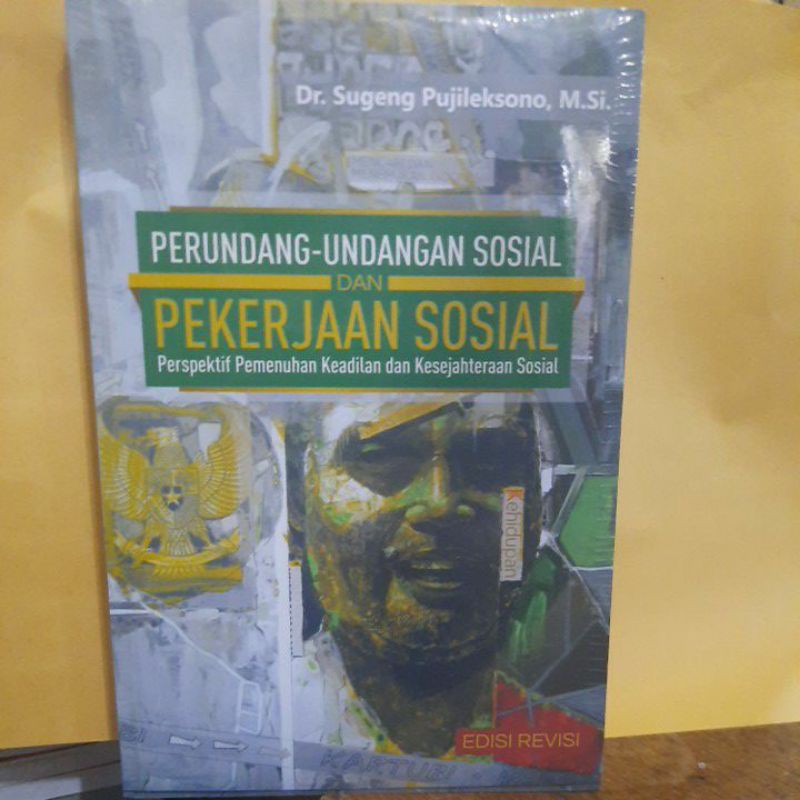 Dr. Sugeng Pujileksono, M.Si.
PERUNDANG-UNDANGAN SOSIAL
DAN
PEKERJAAN SOSIAL
Perspektif Pemenuhan Keadilan dan Kesejahteraan Sosial
Kehidupan
EDISI REVISI